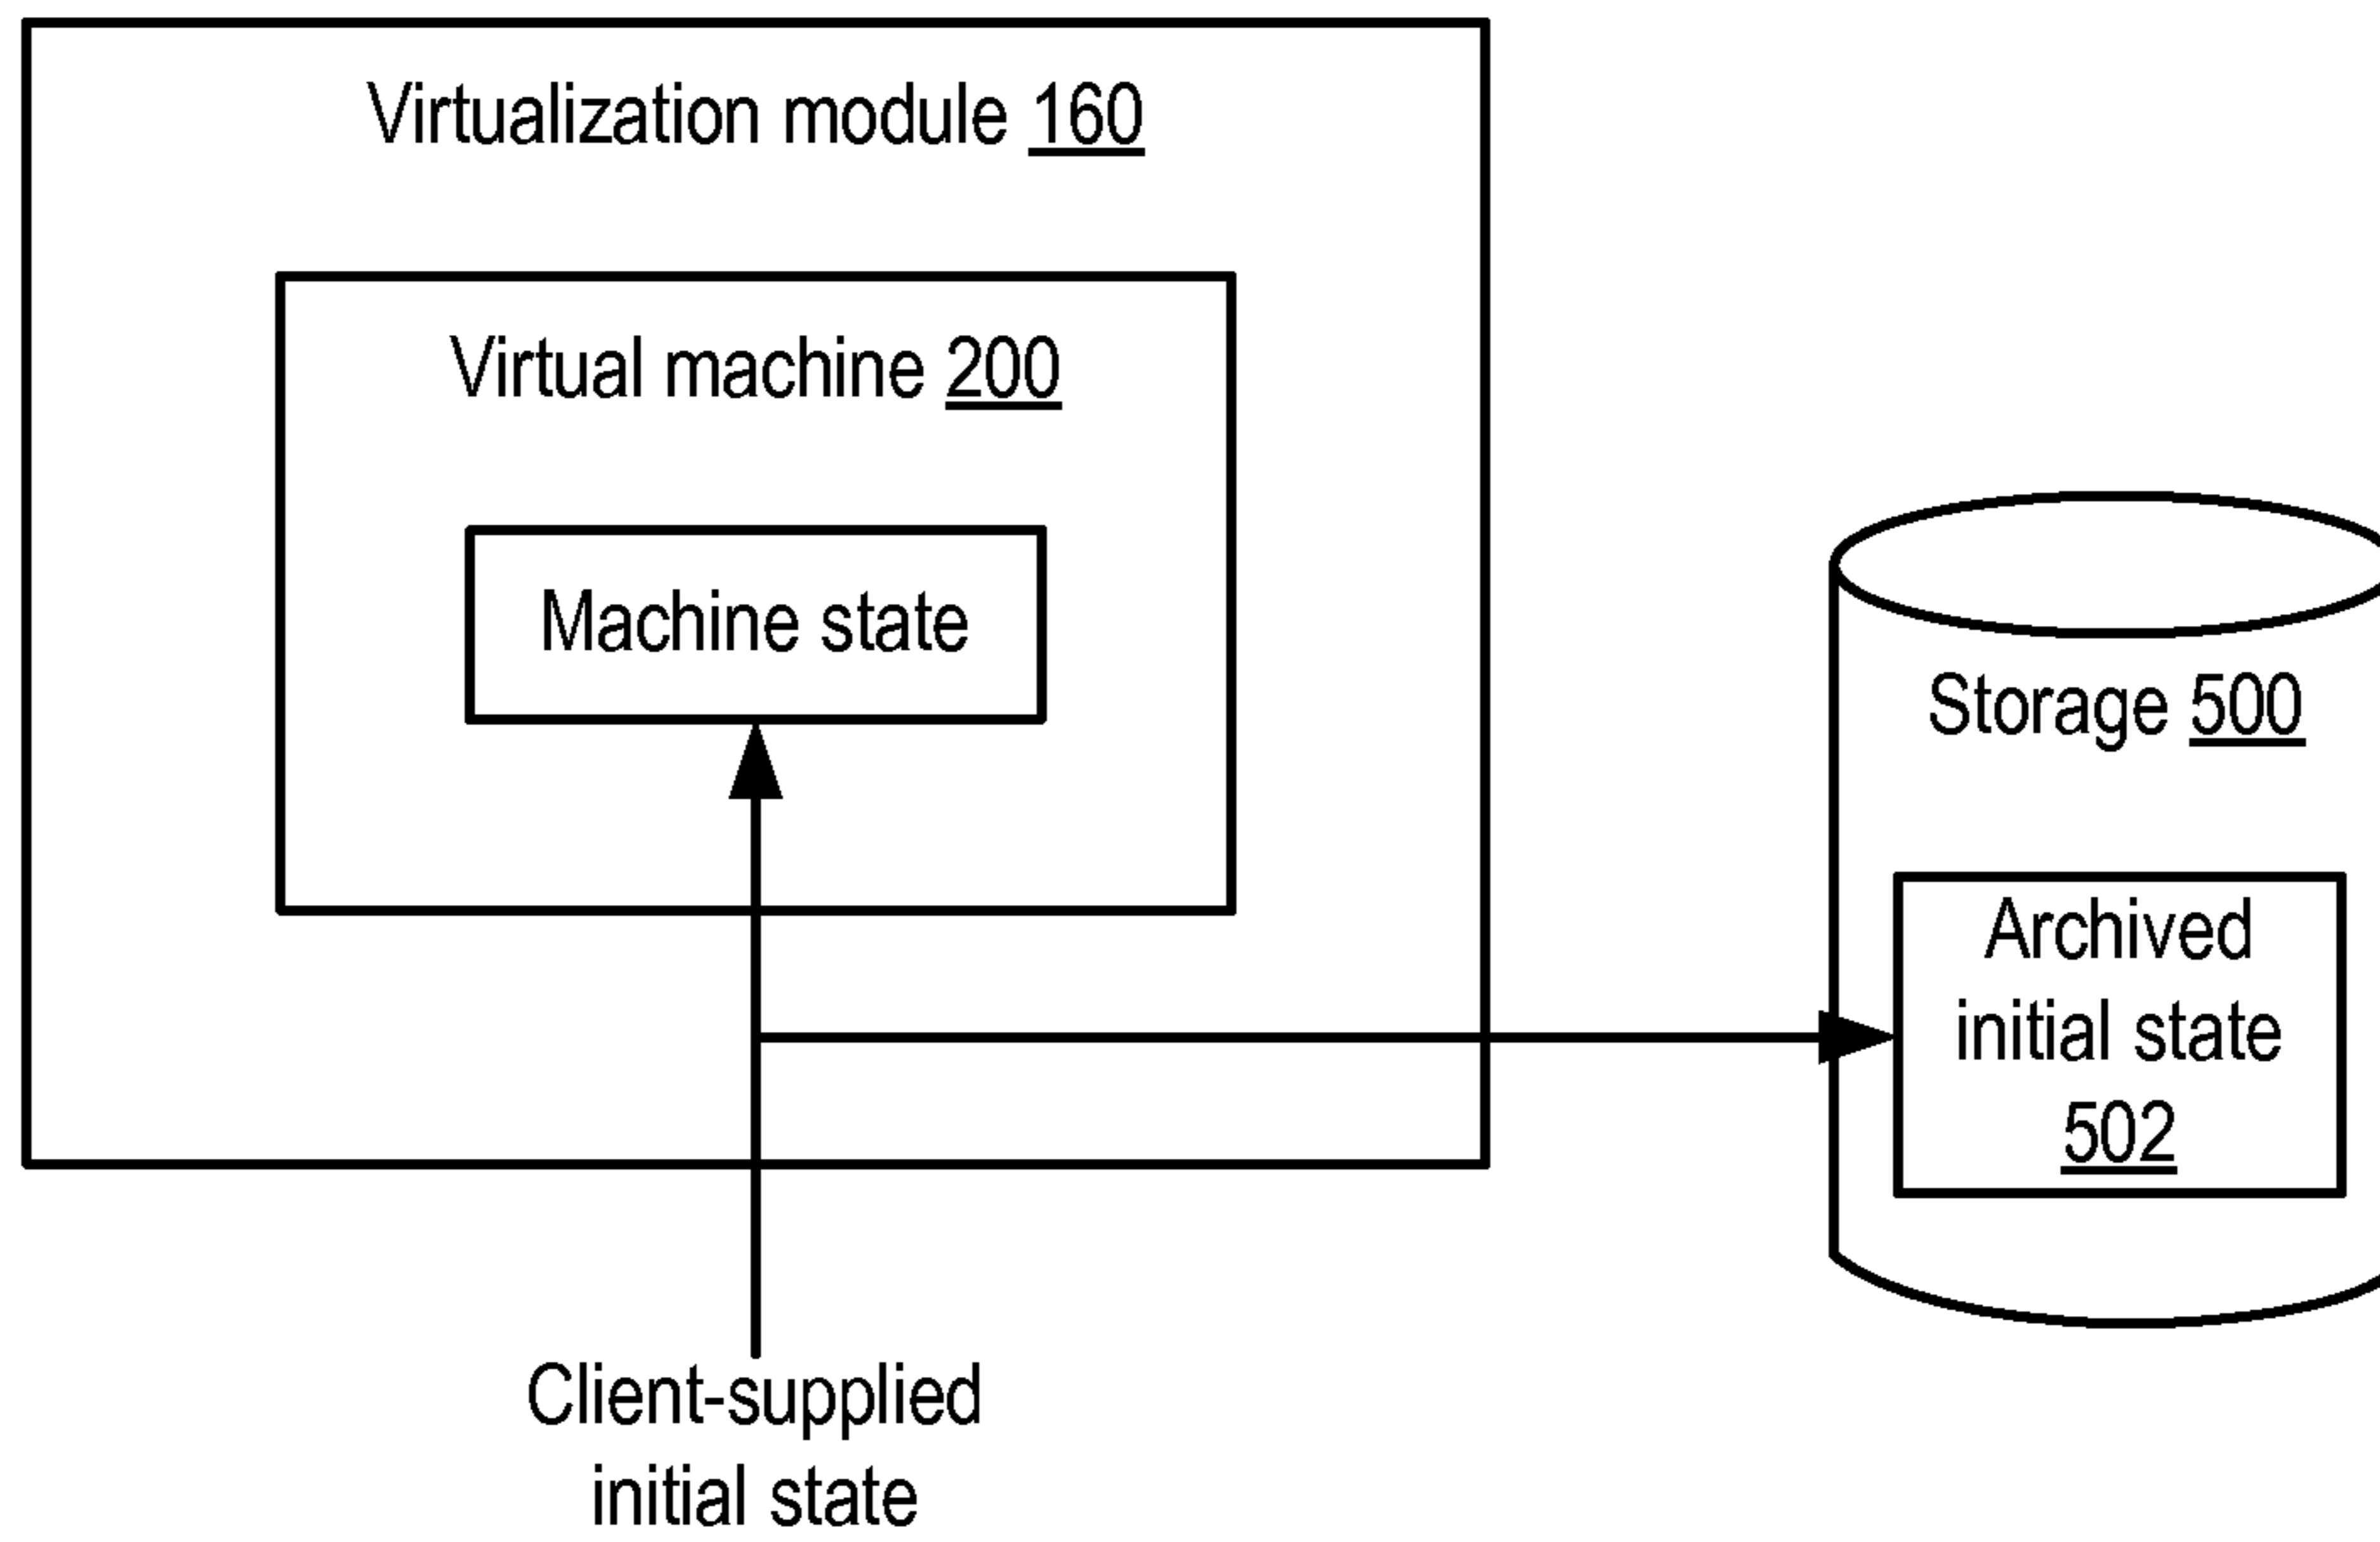 Virtualization module 160
Virtual machine 200
Machine state
Storage 500
Archived
initial state
502
Client-supplied
initial state